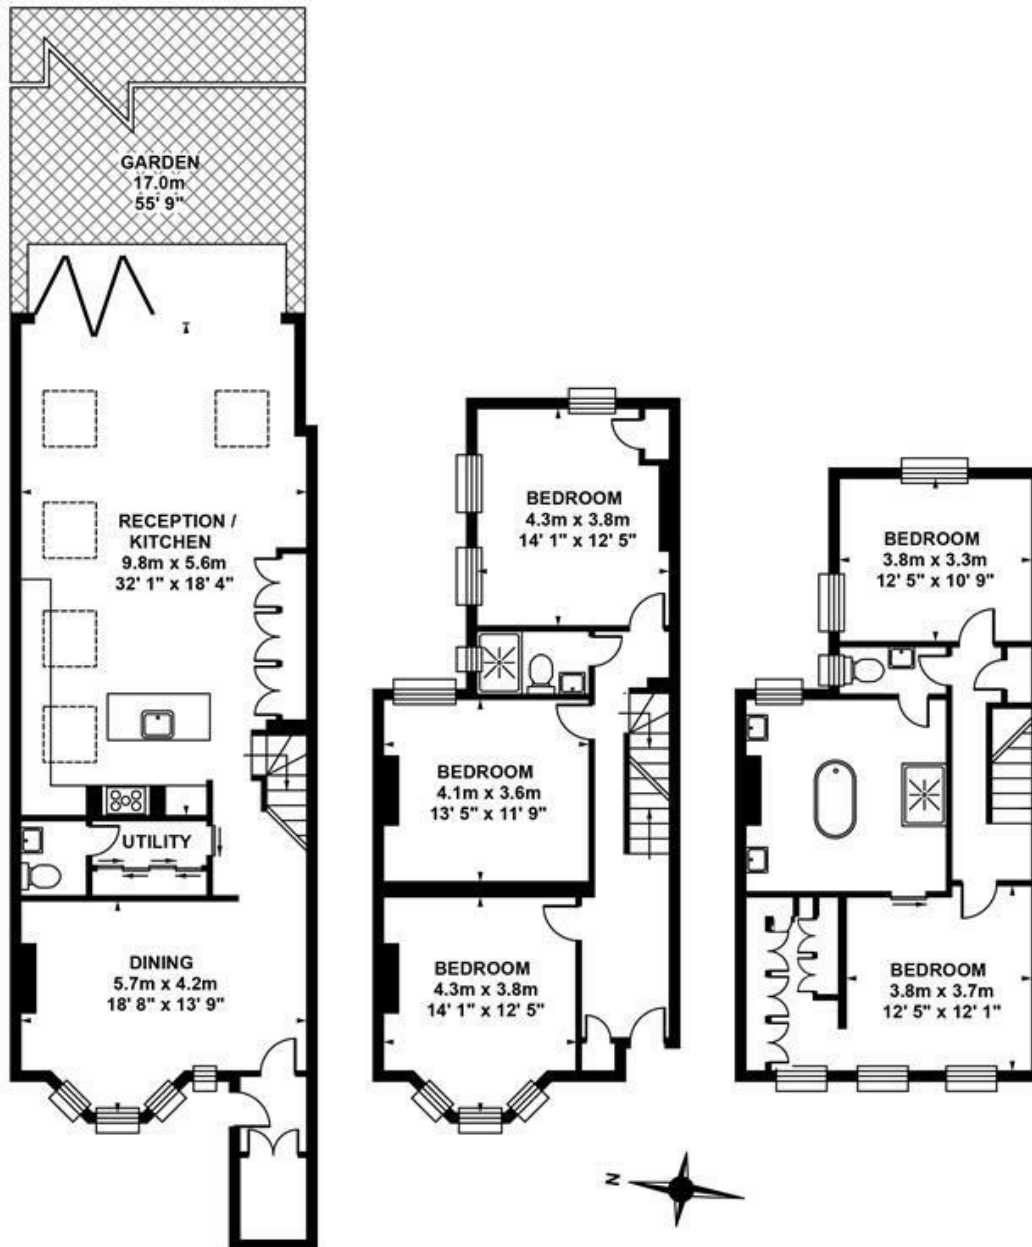 GARDEN
17.0m
55' 9"
RECEPTION /
KITCHEN
9.8m x 5.6m
32' 1" x 18' 4"
UTILITY
DINING
5.7m x 4.2m
18' 8" x 13' 9"
BEDROOM
4.3m x 3.8m
14' 1" x 12' 5"
BEDROOM
4.1m x 3.6m
13' 5" x 11' 9"
BEDROOM
4.3m x 3.8m
14' 1" x 12' 5"
BEDROOM
3.8m x 3.3m
12' 5" x 10' 9"
BEDROOM
3.8m x 3.7m
12' 5" x 12' 1"
N